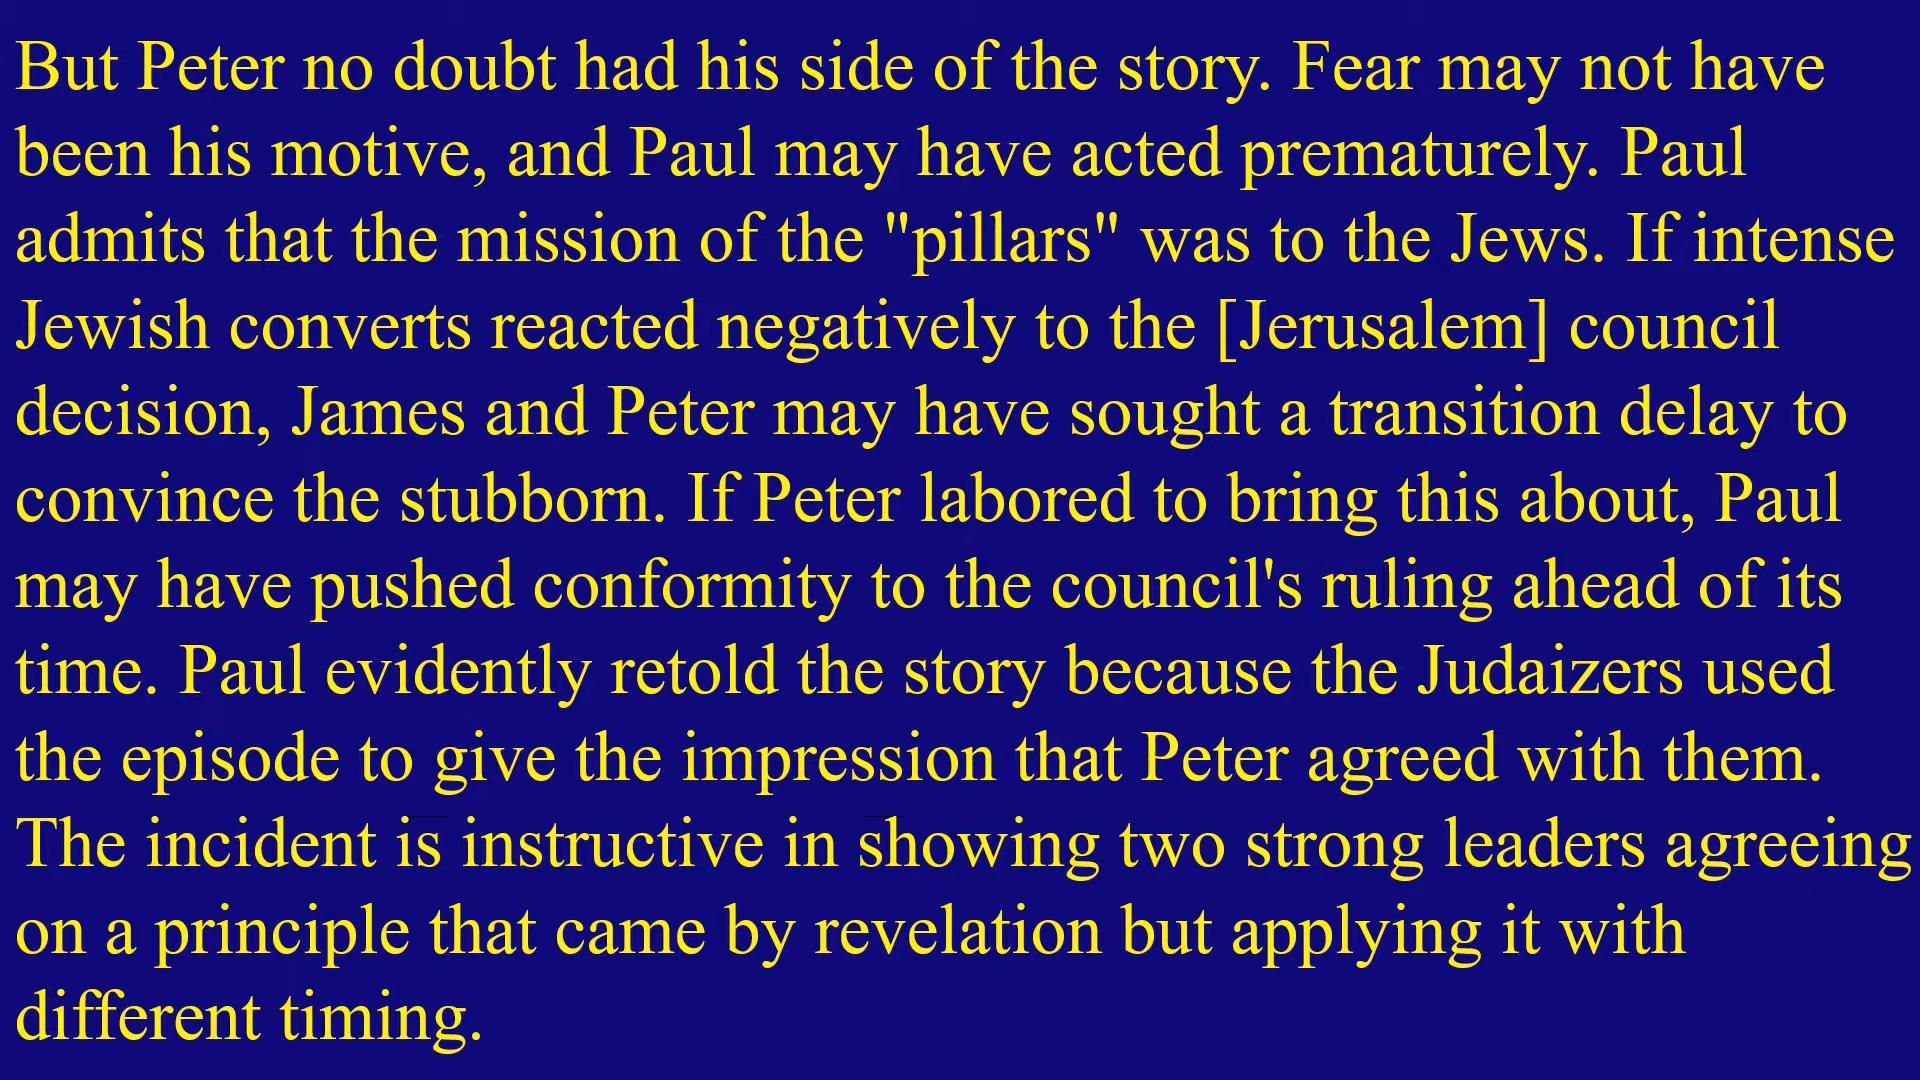 But Peter no doubt had his side of the story. Fear may not have
been his motive, and Paul may have acted prematurely. Paul
admits that the mission of the "pillars" was to the Jews. If intense
Jewish converts reacted negatively to the [Jerusalem] council
decision, James and Peter may have sought a transition delay to
convince the stubborn. If Peter labored to bring this about, Paul
may have pushed conformity to the council's ruling ahead of its
time. Paul evidently retold the story because the Judaizers used
the episode to give the impression that Peter agreed with them.
The incident is instructive in showing two strong leaders agreeing
on a principle that came by revelation but applying it with
different timing.